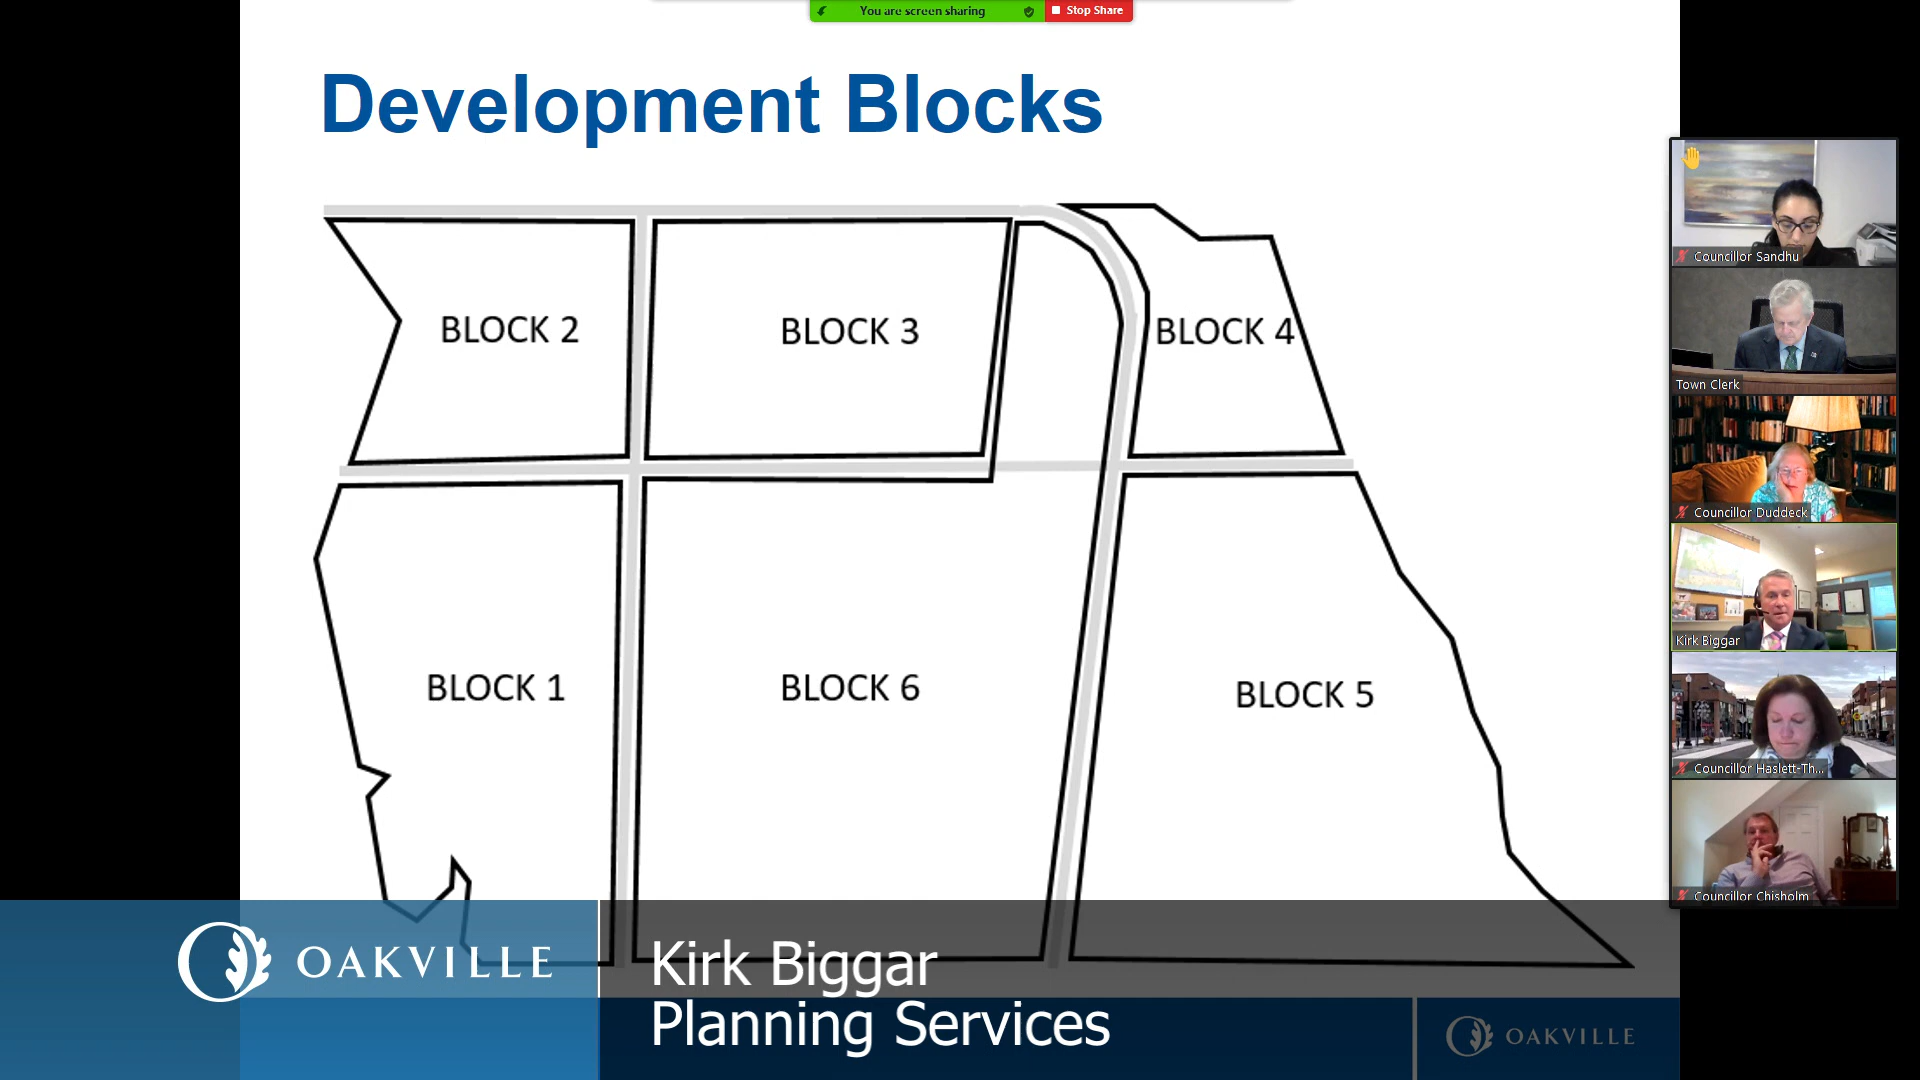 You are screen sharing
Stop Share
Development Blocks
BLOCK 2
BLOCK 3
BLOCK 4
BLOCK 1
BLOCK 6
BLOCK 5
Councillor Sandhu
Town Clerk
Councillor Duddeck
Kirk Biggar
Councillor Haslett-Th...
Councillor Chisholm
OAKVILLE
Kirk Biggar
Planning Services
OAKVILLE